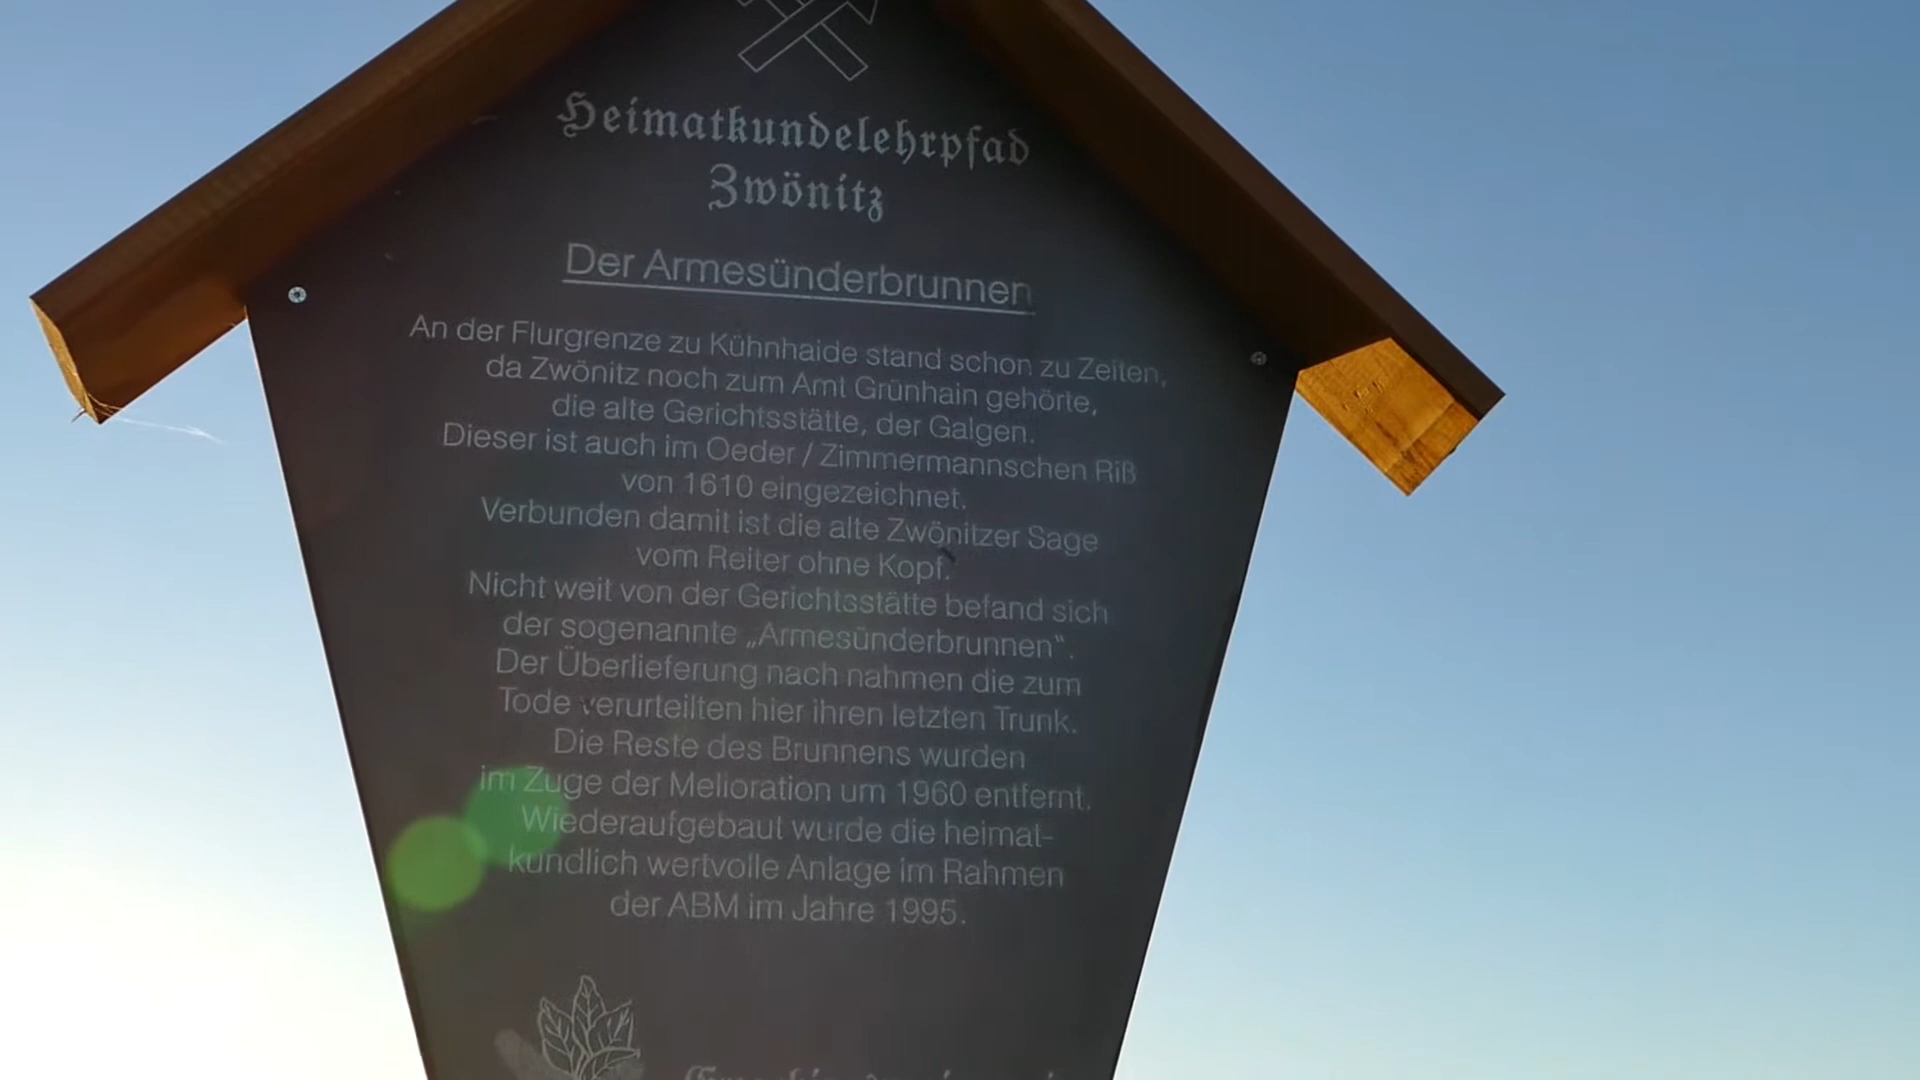 Heimatkundelehrpfad
Zwönitz
Der Armesünderbrunnen
An der Flurgrenze zu Kühnhaide stand schon zu Zeiten,
da Zwönitz noch zum Amt Grünhain gehörte,
die alte Gerichtsstätte, der Galgen.
Dieser ist auch im Oeder / Zimmermannschen Riß
von 1610 eingezeichnet.
Verbunden damit ist die alte Zwönitzer Sage
vom Reiter ohne Kopf.
Nicht weit von der Gerichtsstätte befand sich
der sogenannte „Armesünderbrunnen“.
Der Überlieferung nach nahmen die zum
Tode verurteilten hier ihren letzten Trunk.
Die Reste des Brunnens wurden
im Zuge der Melioration um 1960 entfernt.
Wiederaufgebaut wurde die heimat-
kundlich wertvolle Anlage im Rahmen
der ABM im Jahre 1995.